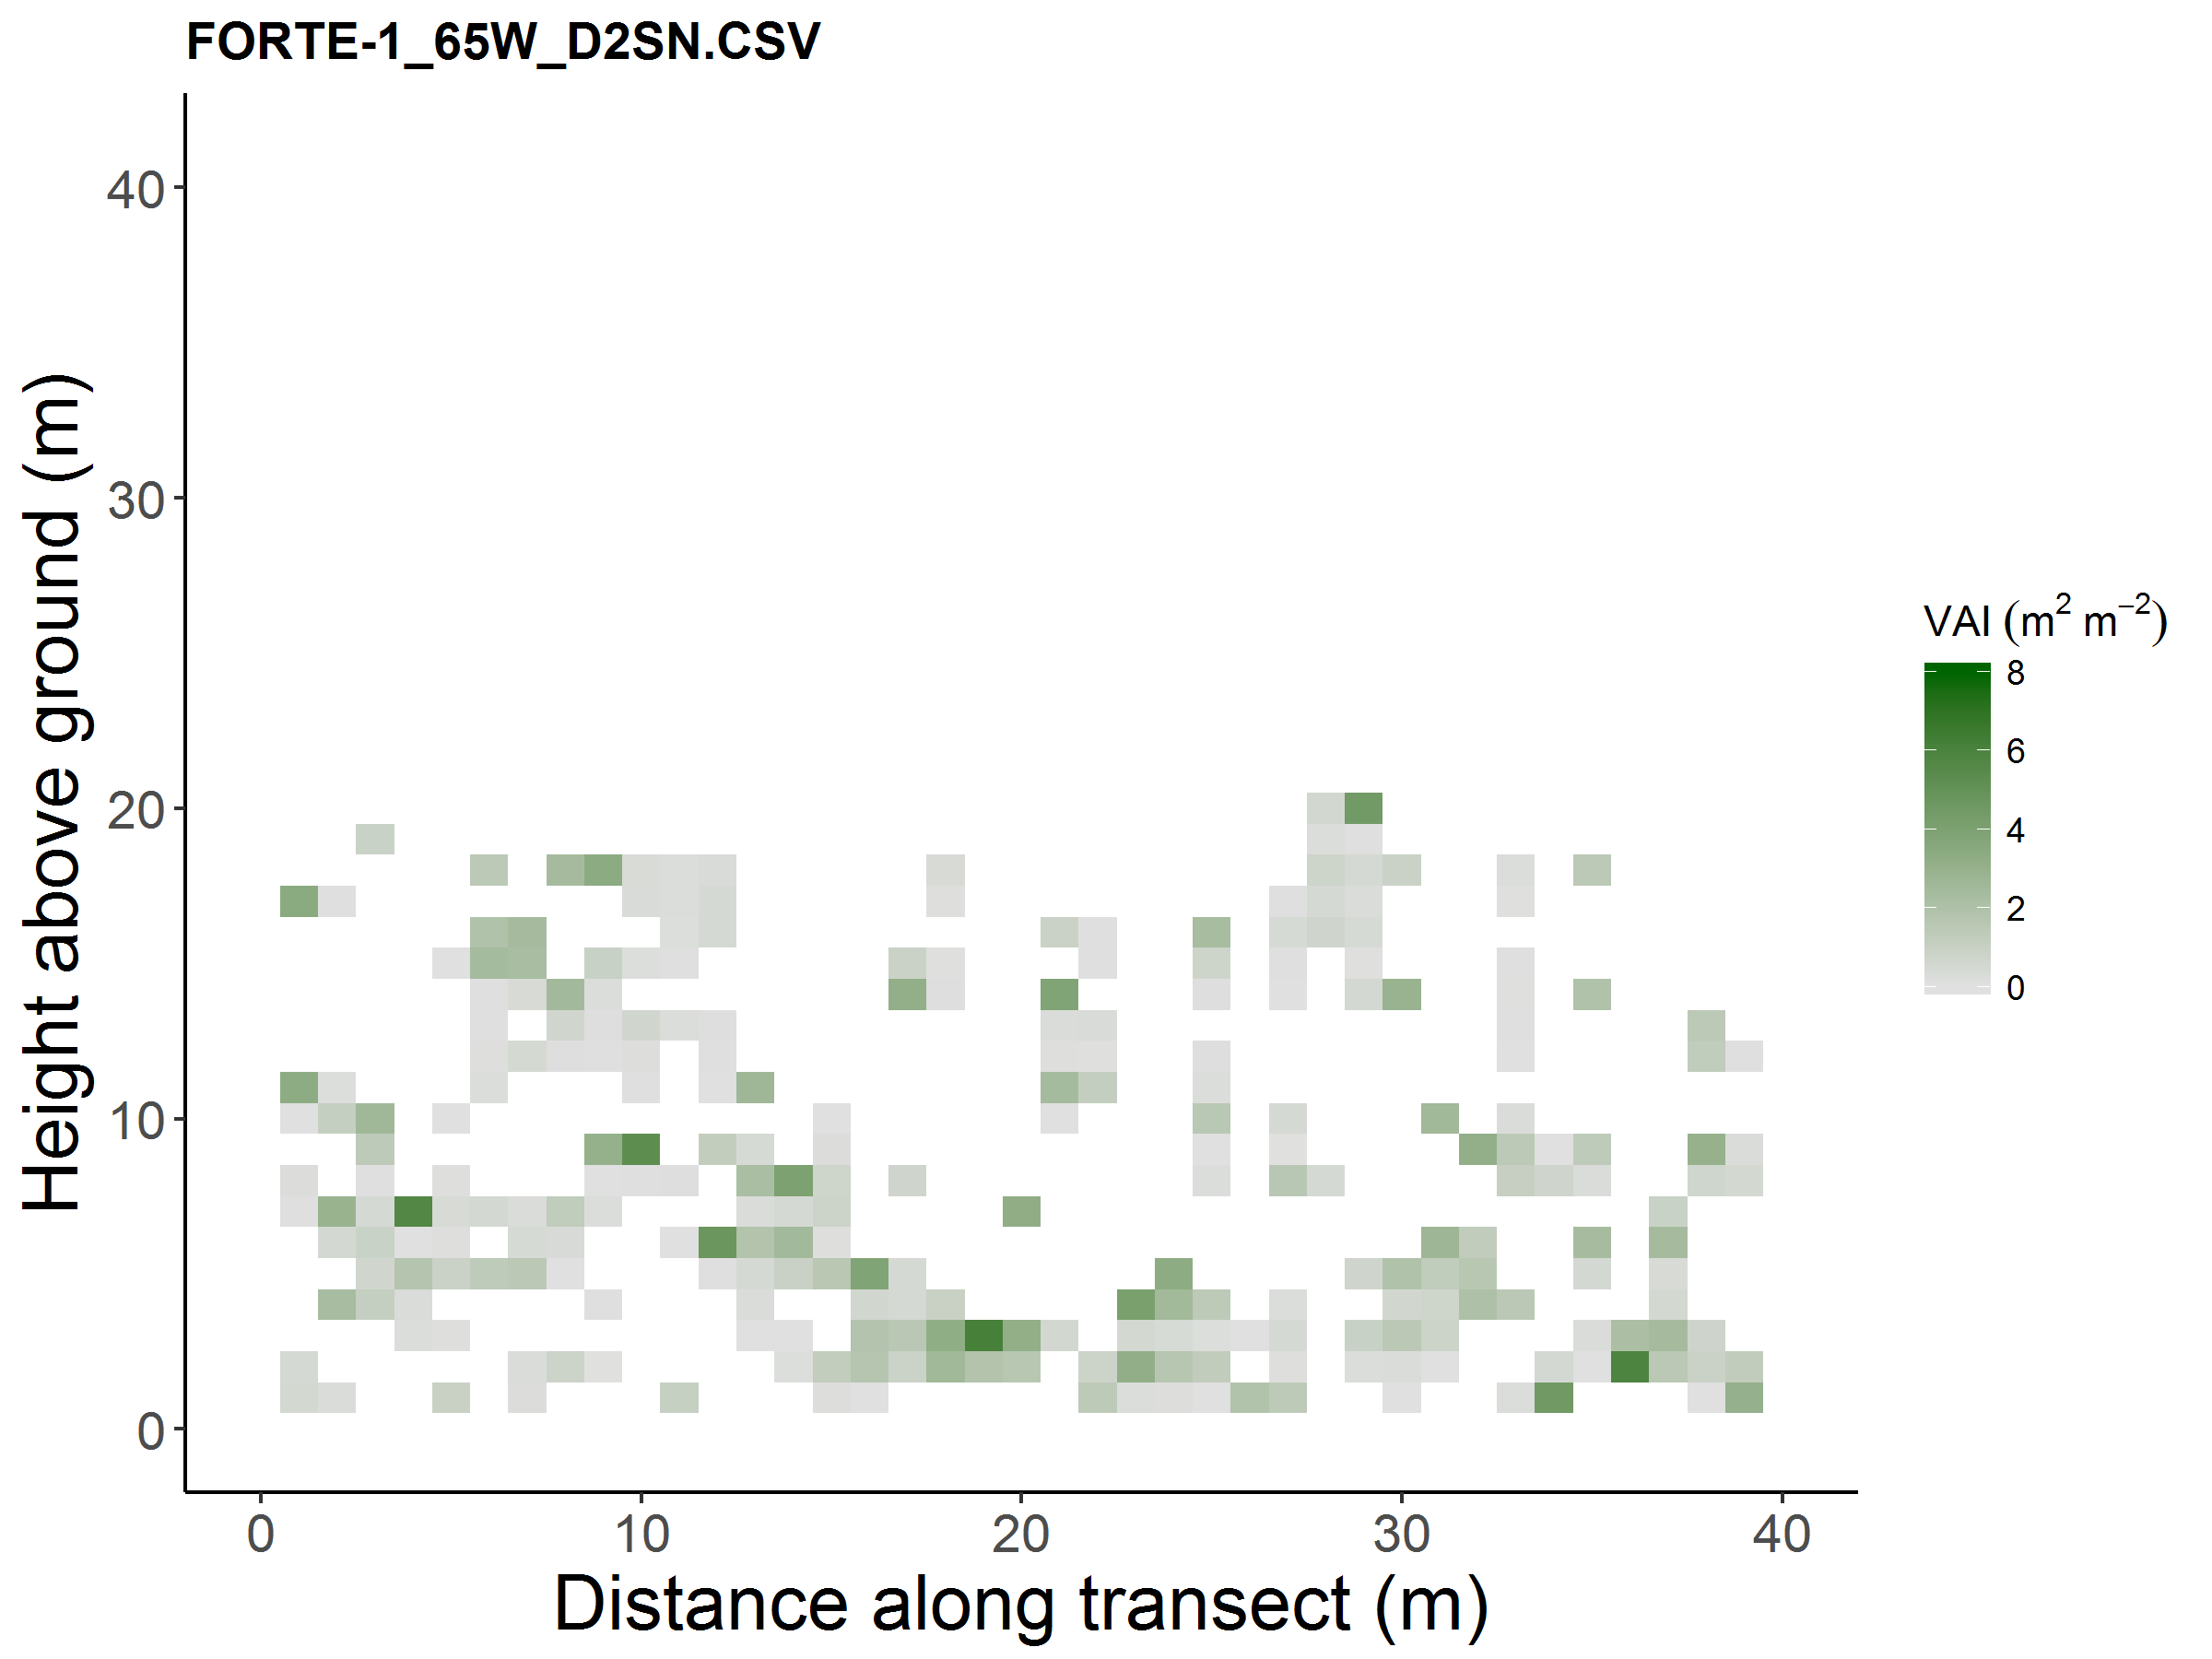 FORTE-1_65W_D2SN.CSV
Height above ground (m)
40
30
20
10
0
0 10 20 30 40
Distance along transect (m)
VAI (m² m⁻²)
8
6
4
2
0